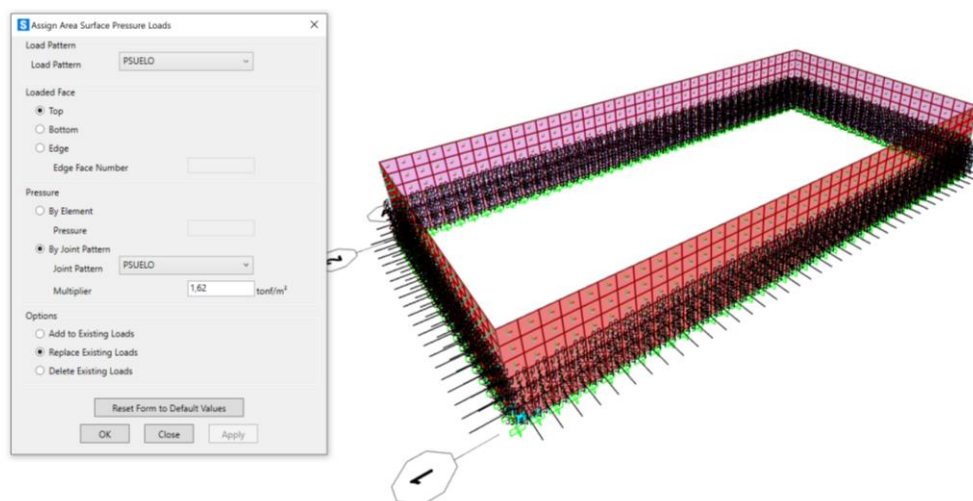 Assign Area Surface Pressure Loads
Load Pattern
Load Pattern PSUELO
Loaded Face
Top
Bottom
Edge
Edge Face Number
Pressure
By Element
Pressure
By Joint Pattern
Joint Pattern PSUELO
Multiplier 1,62 tonf/m²
Options
Add to Existing Loads
Replace Existing Loads
Delete Existing Loads
Reset Form to Default Values
OK Close Apply
2
1